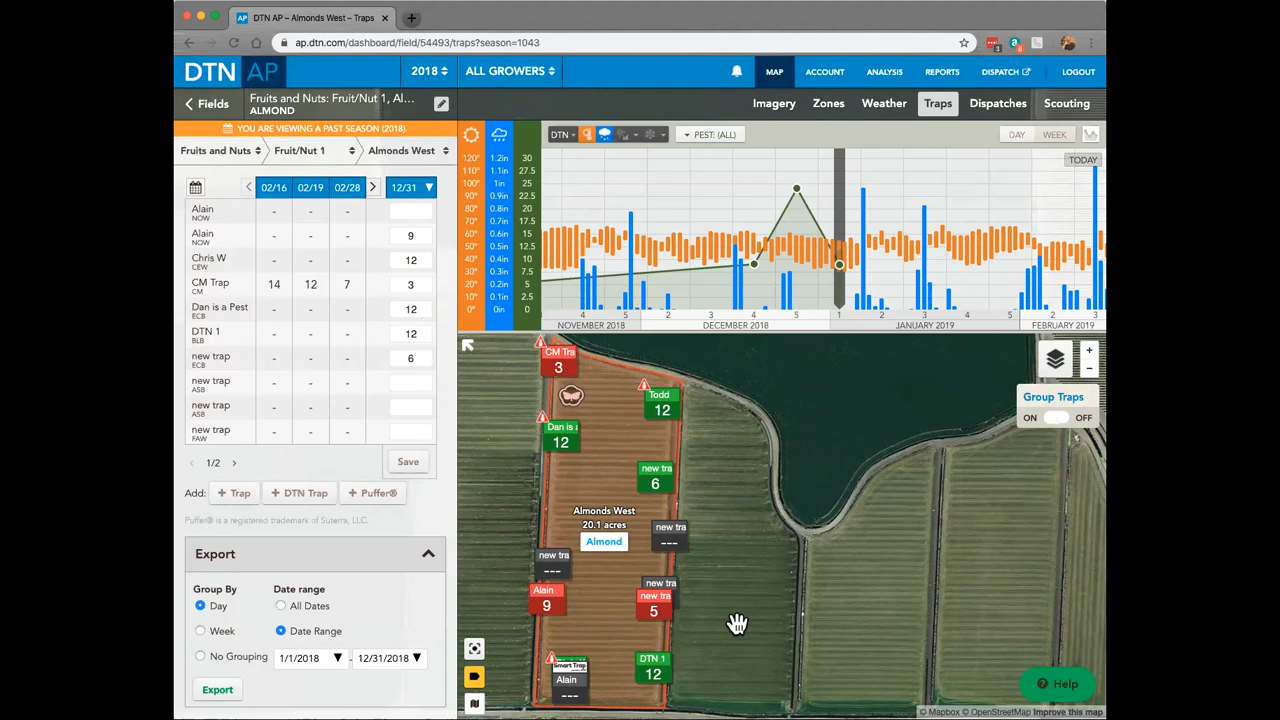 DTN AP – Almonds West – Traps
ap.dtn.com/dashboard/field/54493/traps?season=1043
DTN AP
2018
ALL GROWERS
MAP
ACCOUNT
ANALYSIS
REPORTS
DISPATCH
LOGOUT
Fields
Fruits and Nuts: Fruit/Nut 1, Al...
ALMOND
Imagery
Zones
Weather
Traps
Dispatches
Scouting
YOU ARE VIEWING A PAST SEASON (2018).
Fruits and Nuts
Fruit/Nut 1
Almonds West
02/16 02/19 02/28 12/31
Alain - - -
NOW
Alain - - - 9
NOW
Chris W - - - 12
CEW
CM Trap 14 12 7 3
CM
Dan is a Pest - - - 12
ECB
DTN 1 - - - 12
BLB
new trap - - - 6
ECB
new trap - - -
ASB
new trap - - -
ASB
new trap - - -
FAW
1/2
Save
Add: + Trap + DTN Trap + Puffer®
Puffer® is a registered trademark of Suterra, LLC.
Export
Group By
Day
Week
No Grouping
Date range
All Dates
Date Range
1/1/2018 - 12/31/2018
Export
DTN
PEST: (ALL)
DAY WEEK
TODAY
120° 1.2in 30
110° 1.1in 27.5
100° 1in 25
90° 0.9in 22.5
80° 0.8in 20
70° 0.7in 17.5
60° 0.6in 15
50° 0.5in 12.5
40° 0.4in 10
30° 0.3in 7.5
20° 0.2in 5
10° 0.1in 2.5
0° 0in 0
4 5 2 3 4 5 1 2 3 4 5 2 3
NOVEMBER 2018 DECEMBER 2018 JANUARY 2019 FEBRUARY 2019
+
-
Group Traps
ON OFF
CM Tra
3
Todd
12
Dan is a
12
new tra
6
Almonds West
20.1 acres
Almond
new tra
---
new tra
---
new tra
Alain
9
new tra
5
DTN 1
12
Smart Trap
Alain
---
Help
© Mapbox © OpenStreetMap Improve this map